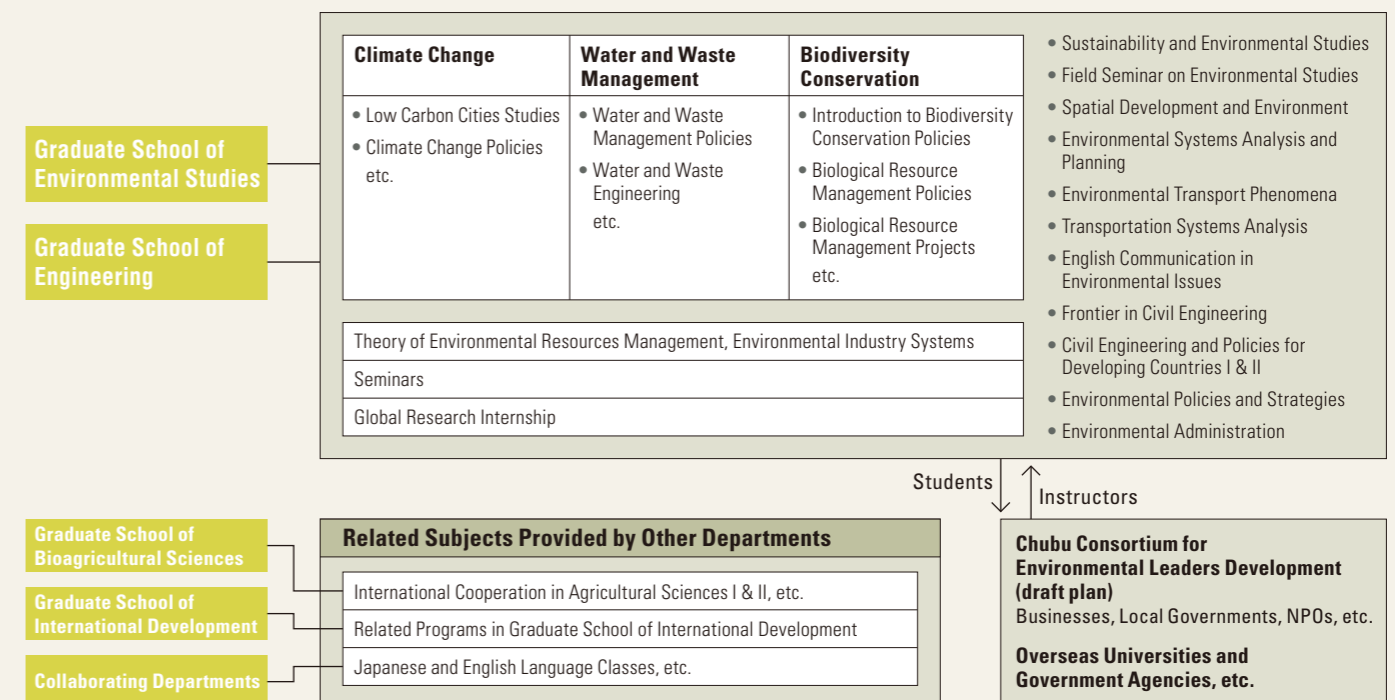 Graduate School of
Environmental Studies
Graduate School of
Engineering
Climate Change
• Low Carbon Cities Studies
• Climate Change Policies
etc.
Water and Waste
Management
• Water and Waste
Management Policies
• Water and Waste
Engineering
etc.
Biodiversity
Conservation
• Introduction to Biodiversity
Conservation Policies
• Biological Resource
Management Policies
• Biological Resource
Management Projects
etc.
Theory of Environmental Resources Management, Environmental Industry Systems
Seminars
Global Research Internship
• Sustainability and Environmental Studies
• Field Seminar on Environmental Studies
• Spatial Development and Environment
• Environmental Systems Analysis and
Planning
• Environmental Transport Phenomena
• Transportation Systems Analysis
• English Communication in
Environmental Issues
• Frontier in Civil Engineering
• Civil Engineering and Policies for
Developing Countries I & II
• Environmental Policies and Strategies
• Environmental Administration
Students
Instructors
Graduate School of
Bioagricultural Sciences
Graduate School of
International Development
Collaborating Departments
Related Subjects Provided by Other Departments
International Cooperation in Agricultural Sciences I & II, etc.
Related Programs in Graduate School of International Development
Japanese and English Language Classes, etc.
Chubu Consortium for
Environmental Leaders Development
(draft plan)
Businesses, Local Governments, NPOs, etc.
Overseas Universities and
Government Agencies, etc.